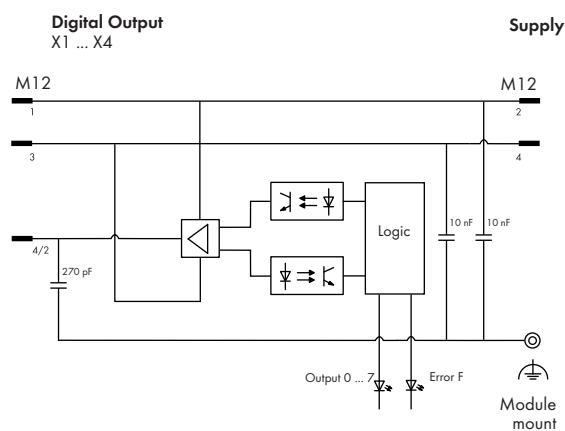 Digital Output
X1 ... X4
Supply
M12
M12
1
2
3
4
Logic
10 nF
10 nF
4/2
270 pF
Output 0 ... 7
Error F
Module
mount